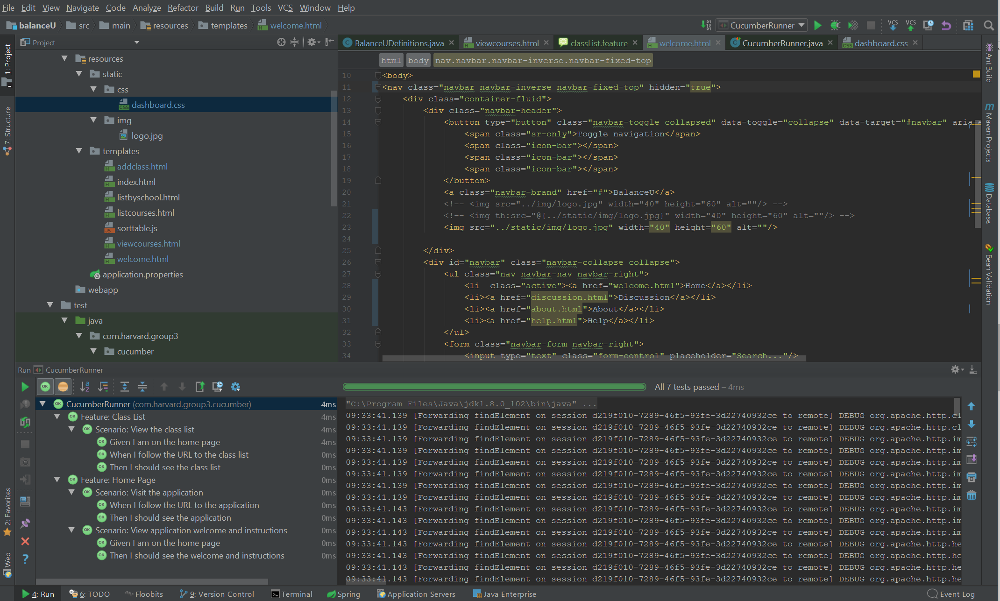 File Edit View Navigate Code Analyze Refactor Build Run Tools VCS Window Help
balanceU src main resources templates welcome.html
CucumberRunner VCS VCS
1: Project
7: Structure
2: Favorites
Web
Project
resources
static
css
dashboard.css
img
logo.jpg
templates
addclass.html
index.html
listbyschool.html
listcourses.html
sorttable.js
viewcourses.html
welcome.html
application.properties
webapp
test
java
com.harvard.group3
cucumber
BalanceUDefinitions.java viewcourses.html classList.feature welcome.html CucumberRunner.java dashboard.css
html body nav.navbar.navbar-inverse.navbar-fixed-top
10 <body>
11 <nav class="navbar navbar-inverse navbar-fixed-top" hidden="true">
12 <div class="container-fluid">
13 <div class="navbar-header">
14 <button type="button" class="navbar-toggle collapsed" data-toggle="collapse" data-target="#navbar" aria-e
15 <span class="sr-only">Toggle navigation</span>
16 <span class="icon-bar"></span>
17 <span class="icon-bar"></span>
18 <span class="icon-bar"></span>
19 </button>
20 <a class="navbar-brand" href="#">BalanceU</a>
21 <!-- <img src="../img/logo.jpg" width="40" height="60" alt=""/> -->
22 <!-- <img th:src="@{../static/img/logo.jpg}" width="40" height="60" alt=""/> -->
23 <img src="../static/img/logo.jpg" width="40" height="60" alt=""/>
24
25 </div>
26 <div id="navbar" class="navbar-collapse collapse">
27 <ul class="nav navbar-nav navbar-right">
28 <li  class="active"><a href="welcome.html">Home</a></li>
29 <li><a href="discussion.html">Discussion</a></li>
30 <li><a href="about.html">About</a></li>
31 <li><a href="help.html">Help</a></li>
32 </ul>
33 <form class="navbar-form navbar-right">
34 <input type="text" class="form-control" placeholder="Search..."/>
Ant Build
Maven Projects
Database
Bean Validation
Run CucumberRunner
All 7 tests passed – 4ms
CucumberRunner (com.harvard.group3.cucumber) 4ms
Feature: Class List 4ms
Scenario: View the class list 4ms
Given I am on the home page 4ms
When I follow the URL to the class list 0ms
Then I should see the class list 0ms
Feature: Home Page 0ms
Scenario: Visit the application 0ms
When I follow the URL to the application 0ms
Then I should see the application 0ms
Scenario: View application welcome and instructions 0ms
Given I am on the home page 0ms
Then I should see the welcome and instructions 0ms
"C:\Program Files\Java\jdk1.8.0_102\bin\java" ...
09:33:41.139 [Forwarding findElement on session d219f010-7289-46f5-93fe-3d22740932ce to remote] DEBUG org.apache.http.cl
09:33:41.139 [Forwarding findElement on session d219f010-7289-46f5-93fe-3d22740932ce to remote] DEBUG org.apache.http.cl
09:33:41.139 [Forwarding findElement on session d219f010-7289-46f5-93fe-3d22740932ce to remote] DEBUG org.apache.http.im
09:33:41.139 [Forwarding findElement on session d219f010-7289-46f5-93fe-3d22740932ce to remote] DEBUG org.apache.http.im
09:33:41.139 [Forwarding findElement on session d219f010-7289-46f5-93fe-3d22740932ce to remote] DEBUG org.apache.http.im
09:33:41.139 [Forwarding findElement on session d219f010-7289-46f5-93fe-3d22740932ce to remote] DEBUG org.apache.http.im
09:33:41.139 [Forwarding findElement on session d219f010-7289-46f5-93fe-3d22740932ce to remote] DEBUG org.apache.http.im
09:33:41.139 [Forwarding findElement on session d219f010-7289-46f5-93fe-3d22740932ce to remote] DEBUG org.apache.http.im
09:33:41.143 [Forwarding findElement on session d219f010-7289-46f5-93fe-3d22740932ce to remote] DEBUG org.apache.http.im
09:33:41.143 [Forwarding findElement on session d219f010-7289-46f5-93fe-3d22740932ce to remote] DEBUG org.apache.http.im
09:33:41.143 [Forwarding findElement on session d219f010-7289-46f5-93fe-3d22740932ce to remote] DEBUG org.apache.http.im
09:33:41.143 [Forwarding findElement on session d219f010-7289-46f5-93fe-3d22740932ce to remote] DEBUG org.apache.http.he
09:33:41.143 [Forwarding findElement on session d219f010-7289-46f5-93fe-3d22740932ce to remote] DEBUG org.apache.http.he
09:33:41.143 [Forwarding findElement on session d219f010-7289-46f5-93fe-3d22740932ce to remote] DEBUG org.apache.http.he
09:33:41.143 [Forwarding findElement on session d219f010-7289-46f5-93fe-3d22740932ce to remote] DEBUG org.apache.http.he
4: Run 6: TODO Floobits 9: Version Control Terminal Spring Application Servers Java Enterprise Event Log